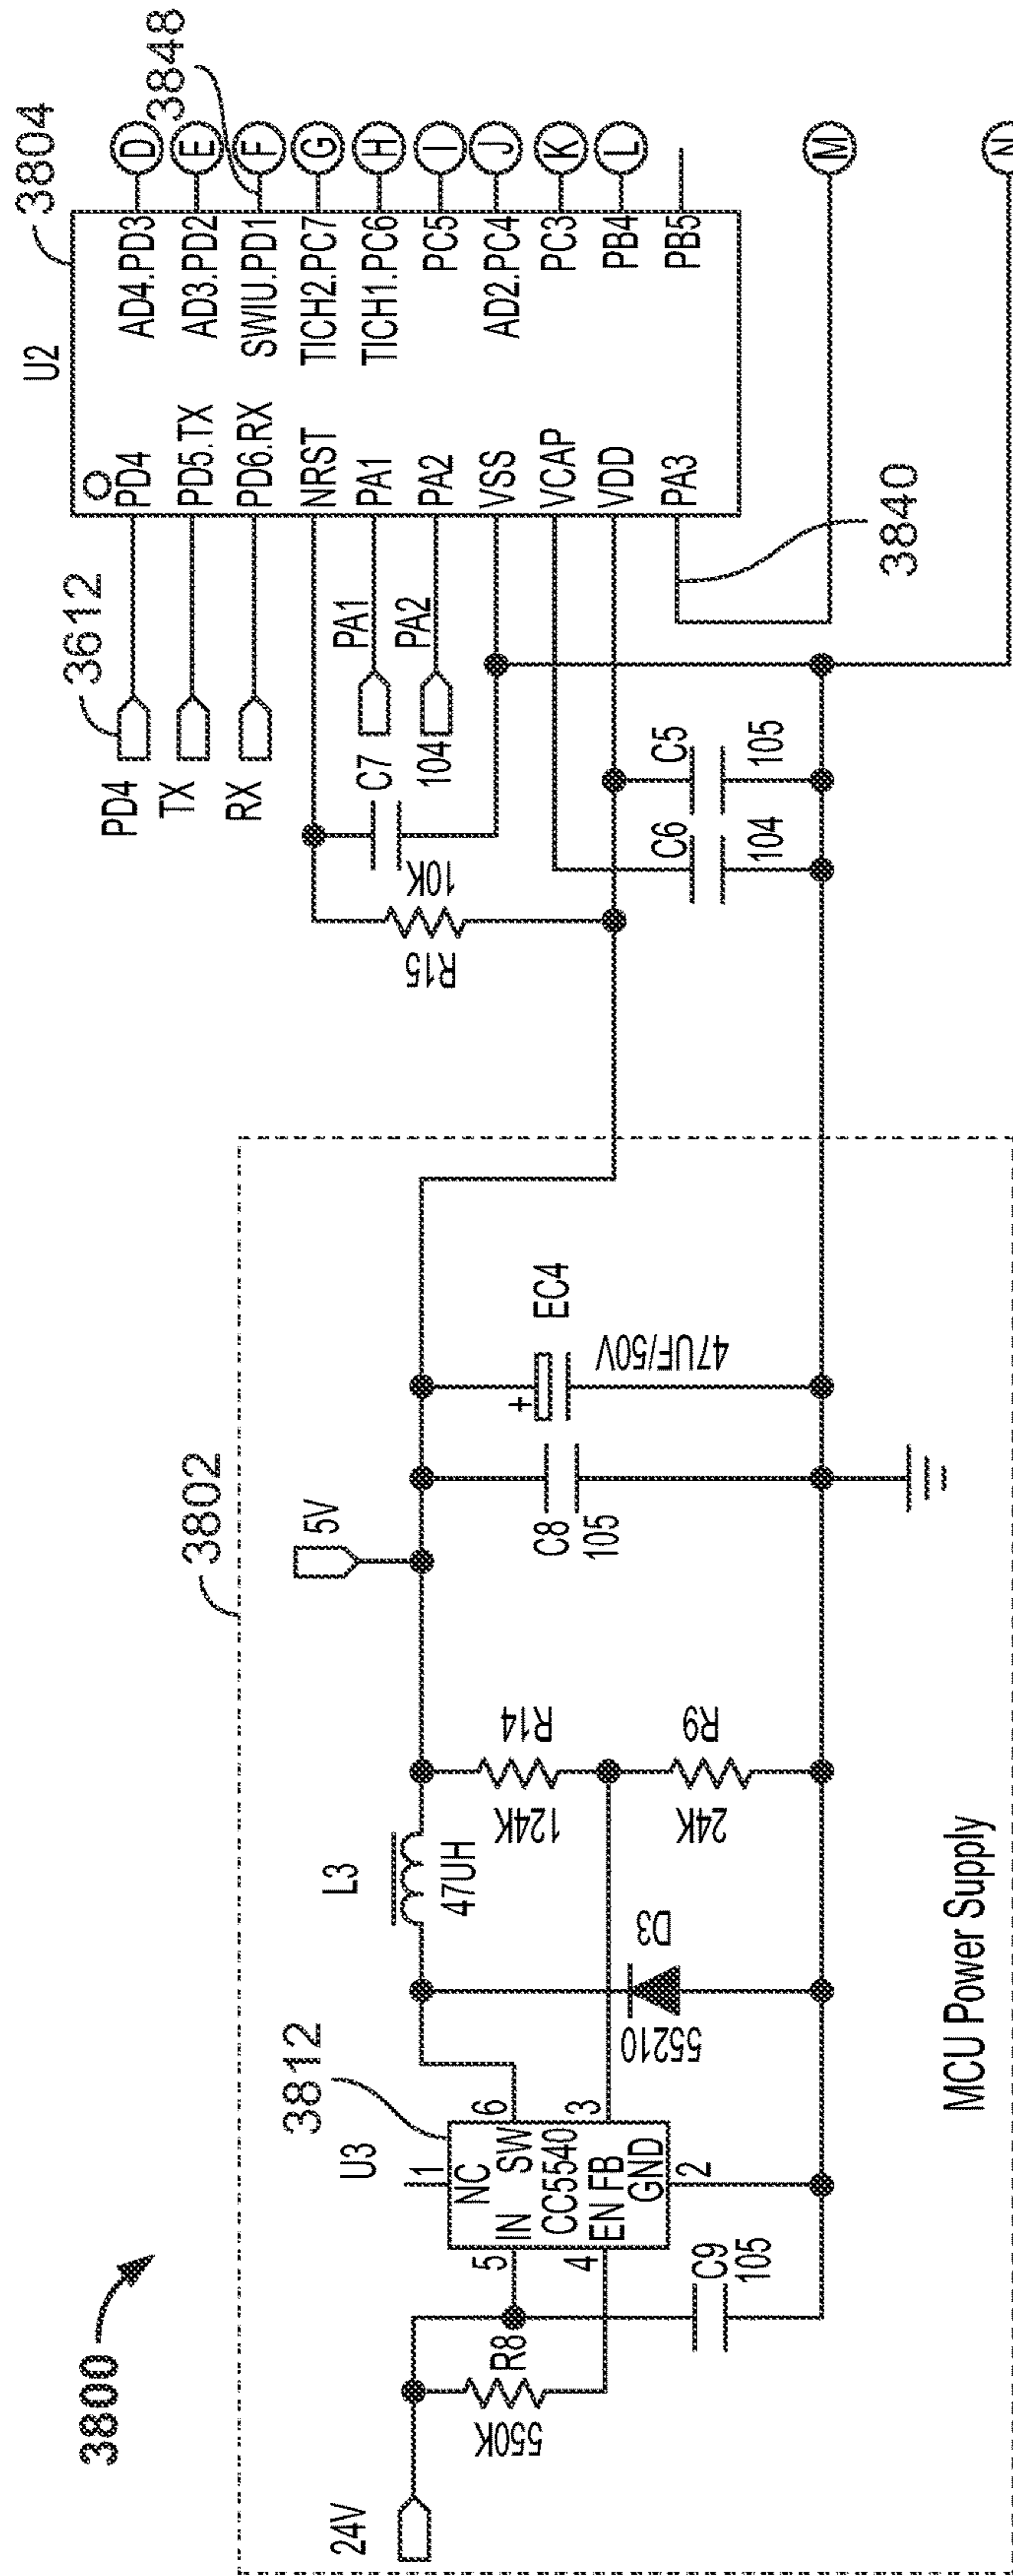 3800
3802
MCU Power Supply
24V
R8
550K
C9
105
U3
3812
1
NC
5
IN
SW
6
CC5540
4
EN
FB
3
GND
2
D3
55210
L3
47UH
R14
124K
R9
24K
5V
C8
105
+
EC4
47UF/50V
R15
10K
C7
104
C6
104
C5
105
PD4
3612
TX
RX
PA1
PA2
3840
U2
3804
PD4
PD5.TX
PD6.RX
NRST
PA1
PA2
VSS
VCAP
VDD
PA3
AD4.PD3
AD3.PD2
SWIU.PD1
TICH2.PC7
TICH1.PC6
PC5
AD2.PC4
PC3
PB4
PB5
3848
D
E
F
G
H
I
J
K
L
M
N